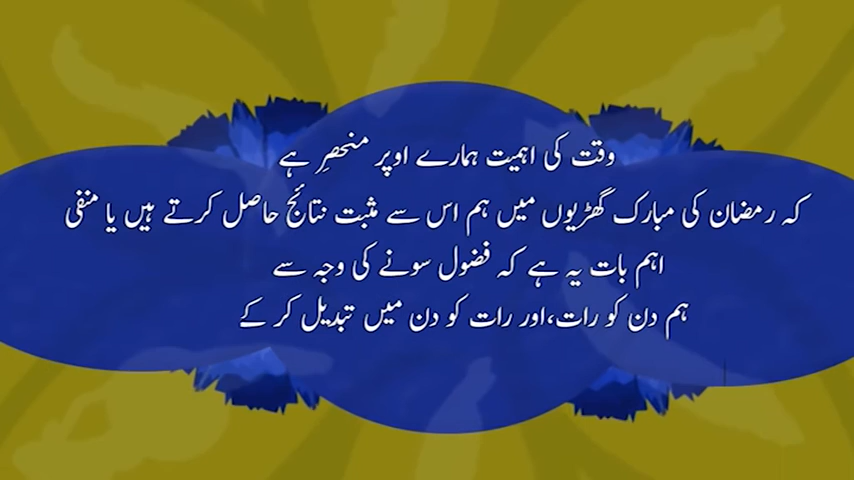 وقت کی اہمیت ہمارے اوپر منحصرِ ہے
کہ رمضان کی مبارک گھڑیوں میں ہم اس سے مثبت نتائج حاصل کرتے ہیں یا منفی
اہم بات یہ ہے کہ فضول سونے کی وجہ سے
ہم دن کو رات،اور رات کو دن میں تبدیل کر کے